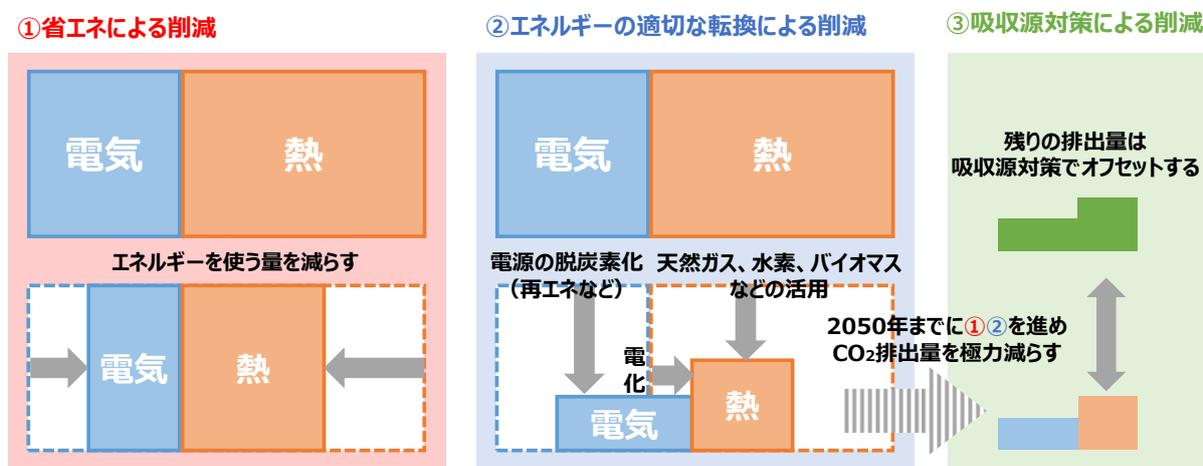 ①省エネによる削減
電気
熱
エネルギーを使う量を減らす
電気
熱
②エネルギーの適切な転換による削減
電気
熱
電源の脱炭素化
（再エネなど）
天然ガス、水素、バイオマス
などの活用
電
化
電気
熱
2050年までに①②を進め
CO₂排出量を極力減らす
③吸収源対策による削減
残りの排出量は
吸収源対策でオフセットする